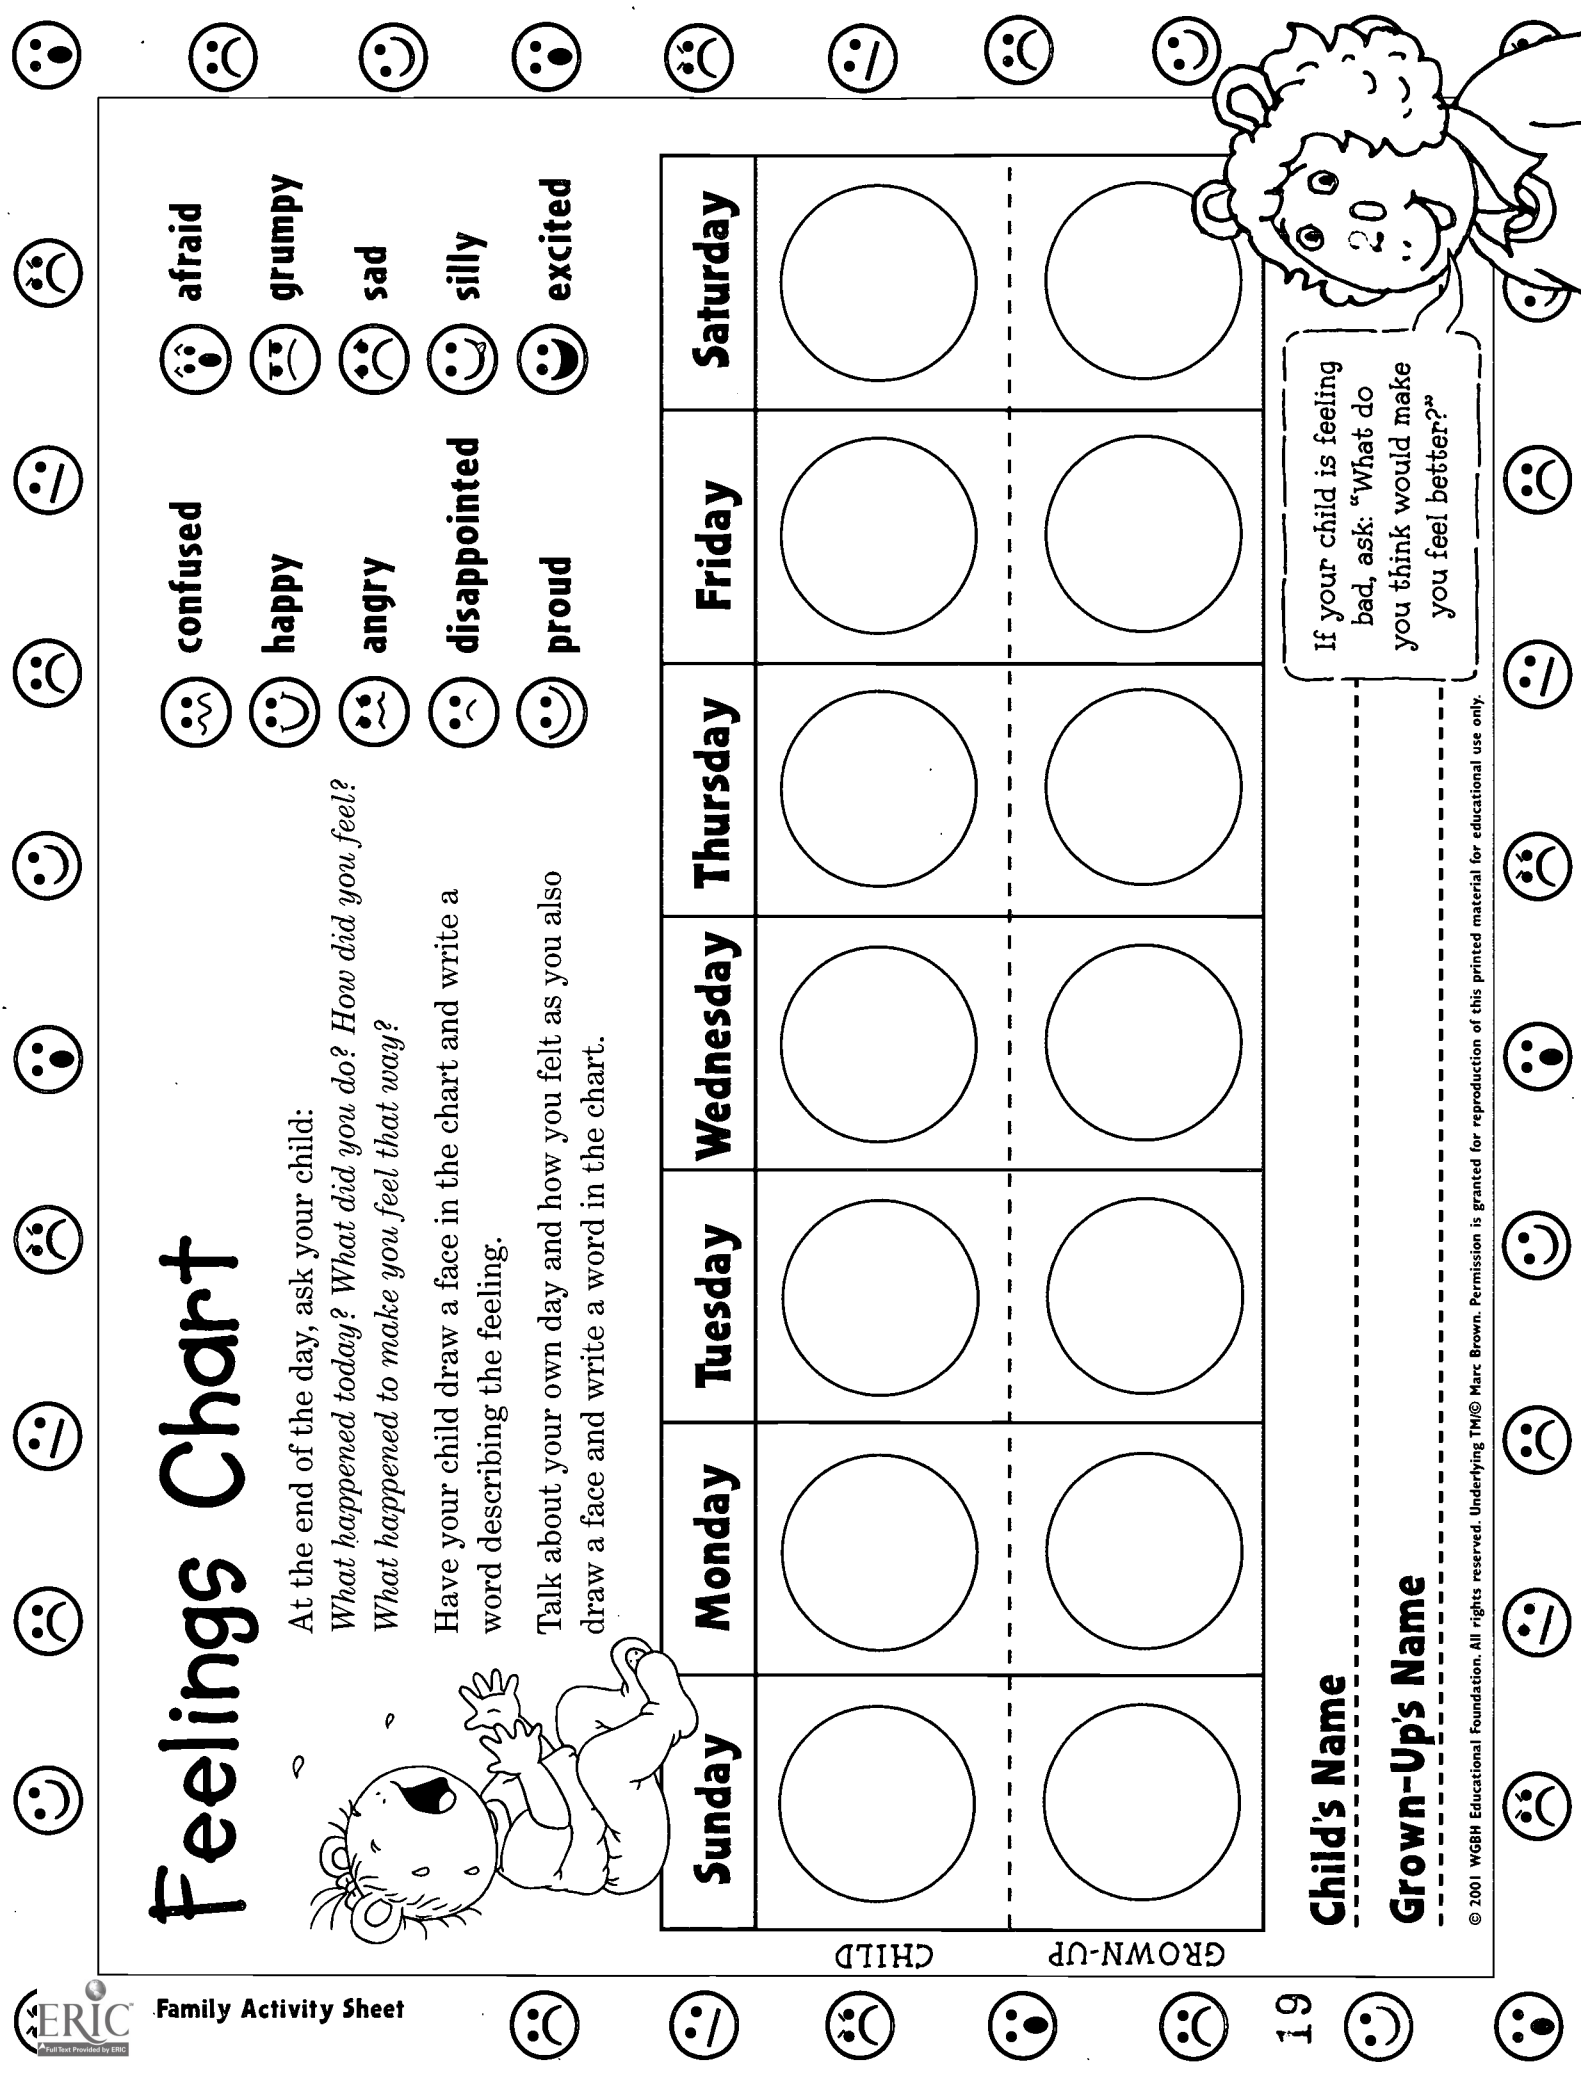 Family Activity Sheet
Feelings Chart
At the end of the day, ask your child:
What happened today? What did you do? How did you feel?
What happened to make you feel that way?
Have your child draw a face in the chart and write a
word describing the feeling.
Talk about your own day and how you felt as you also
draw a face and write a word in the chart.
confused afraid
happy grumpy
angry sad
disappointed silly
proud excited
Sunday Monday Tuesday Wednesday Thursday Friday Saturday
CHILD
GROWN-UP
If your child is feeling
bad, ask: “What do
you think would make
you feel better?”
Child's Name
Grown-Up's Name
© 2001 WGBH Educational Foundation. All rights reserved. Underlying TM/© Marc Brown. Permission is granted for reproduction of this printed material for educational use only.
19
20
ERIC
Full Text Provided by ERIC